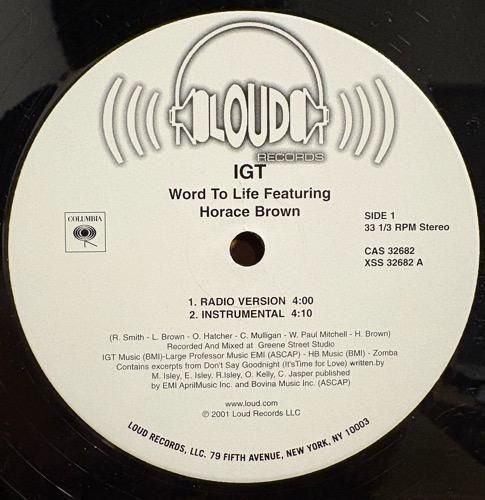 LOUD
RECORDS
IGT
Word To Life Featuring
Horace Brown
COLUMBIA
SIDE 1
33 1/3 RPM Stereo
CAS 32682
XSS 32682 A
1. RADIO VERSION 4:00
2. INSTRUMENTAL 4:10
(R. Smith - L. Brown - O. Hatcher - C. Mulligan - W. Paul Mitchell - H. Brown)
Recorded And Mixed at Greene Street Studio
IGT Music (BMI)-Large Professor Music EMI (ASCAP) - HB Music (BMI) - Zomba
Contains excerpts from Don't Say Goodnight (It'sTime for Love) written by
M. Isley, E. Isley, R.Isley, O. Kelly, C. Jasper published
by EMI AprilMusic Inc. and Bovina Music Inc. (ASCAP)
www.loud.com
© 2001 Loud Records LLC
LOUD RECORDS, LLC. 79 FIFTH AVENUE, NEW YORK, NY 10003